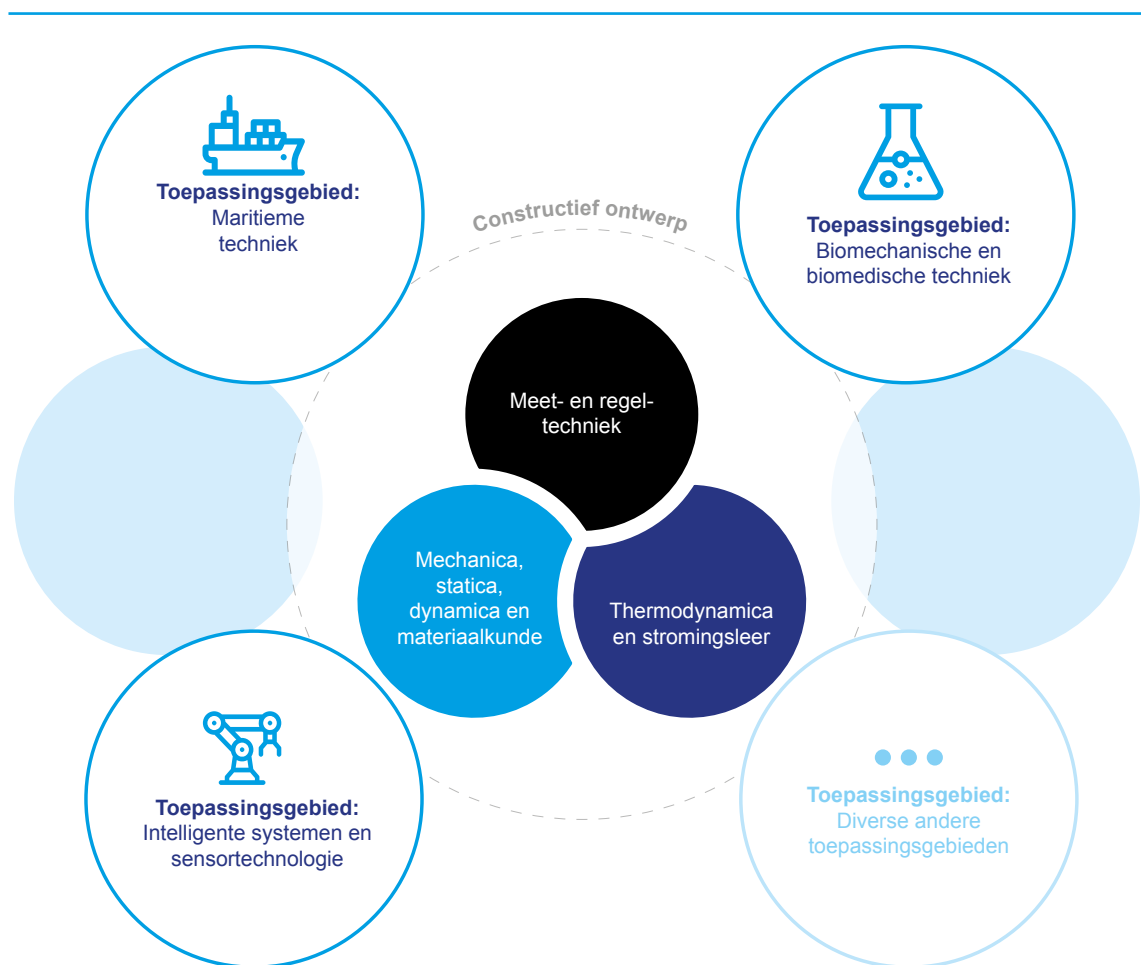 Toepassingsgebied:
Maritieme
techniek
Toepassingsgebied:
Biomechanische en
biomedische techniek
Constructief ontwerp
Meet- en regel-
techniek
Mechanica,
statica,
dynamica en
materiaalkunde
Thermodynamica
en stromingsleer
Toepassingsgebied:
Intelligente systemen en
sensortechnologie
Toepassingsgebied:
Diverse andere
toepassingsgebieden